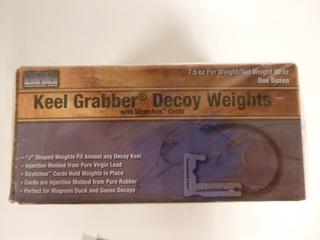 7.5 oz Per Weight/Net Weight 90 oz
One Dozen
Keel Grabber® Decoy Weights
with Stretchee™ Cords
• "J" Shaped Weights Fit Almost any Decoy Keel
• Injection Molded from Pure Virgin Lead
• Stretchee™ Cords Hold Weights in Place
• Cords are Injection Molded from Pure Rubber
• Perfect for Magnum Duck and Goose Decoys